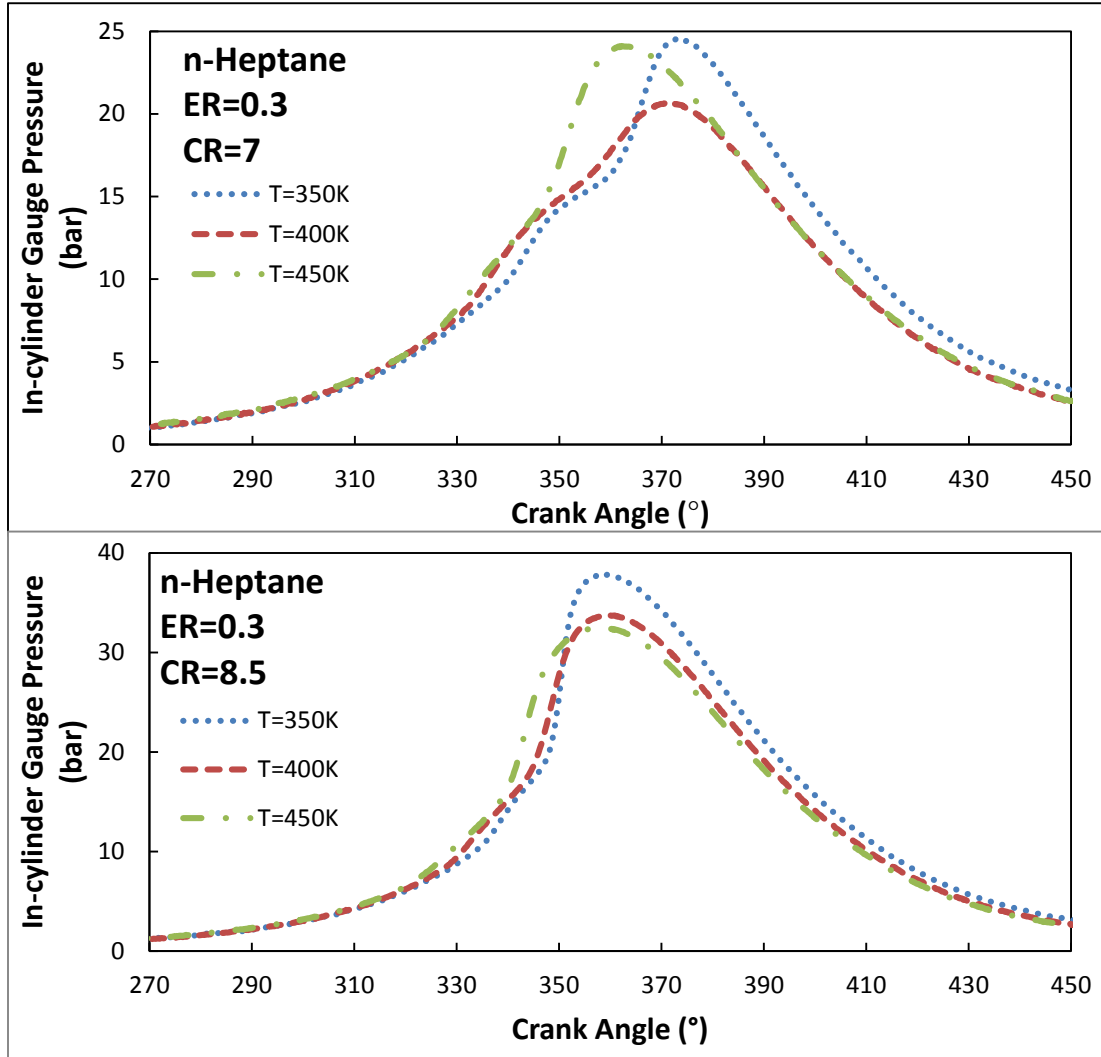 In-cylinder Gauge Pressure
(bar)
25
20
15
10
5
0
n-Heptane
ER=0.3
CR=7
T=350K
T=400K
T=450K
270 290 310 330 350 370 390 410 430 450
Crank Angle (°)
In-cylinder Gauge Pressure
(bar)
40
30
20
10
0
n-Heptane
ER=0.3
CR=8.5
T=350K
T=400K
T=450K
270 290 310 330 350 370 390 410 430 450
Crank Angle (°)